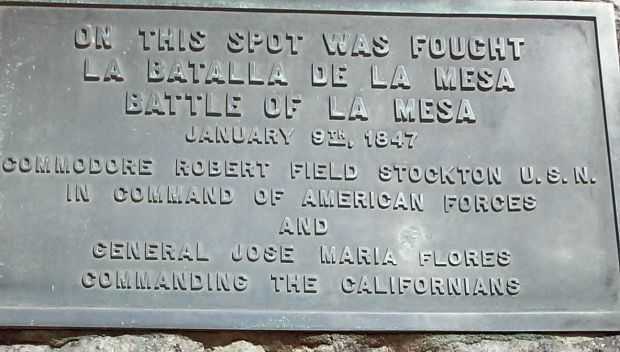 ON THIS SPOT WAS FOUGHT
LA BATALLA DE LA MESA
BATTLE OF LA MESA
JANUARY 9TH, 1847
COMMODORE ROBERT FIELD STOCKTON U.S.N.
IN COMMAND OF AMERICAN FORCES
AND
GENERAL JOSE MARIA FLORES
COMMANDING THE CALIFORNIANS